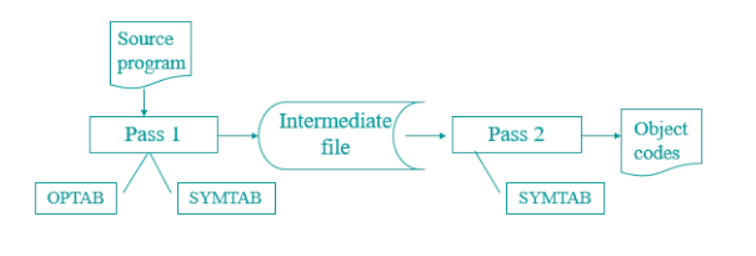 Source
program
Pass 1
Intermediate
file
Pass 2
Object
codes
OPTAB
SYMTAB
SYMTAB